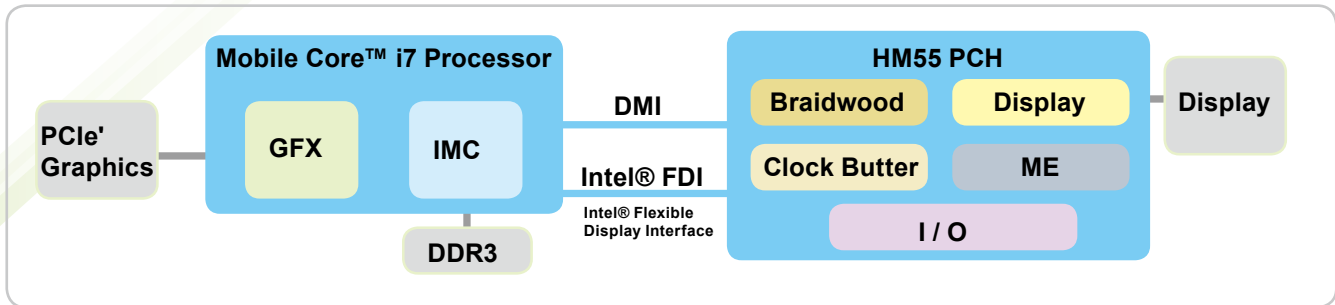 Mobile Core™ i7 Processor
PCIe'
Graphics
GFX
IMC
DDR3
DMI
Intel® FDI
Intel® Flexible
Display Interface
HM55 PCH
Braidwood
Display
Clock Butter
ME
I / O
Display